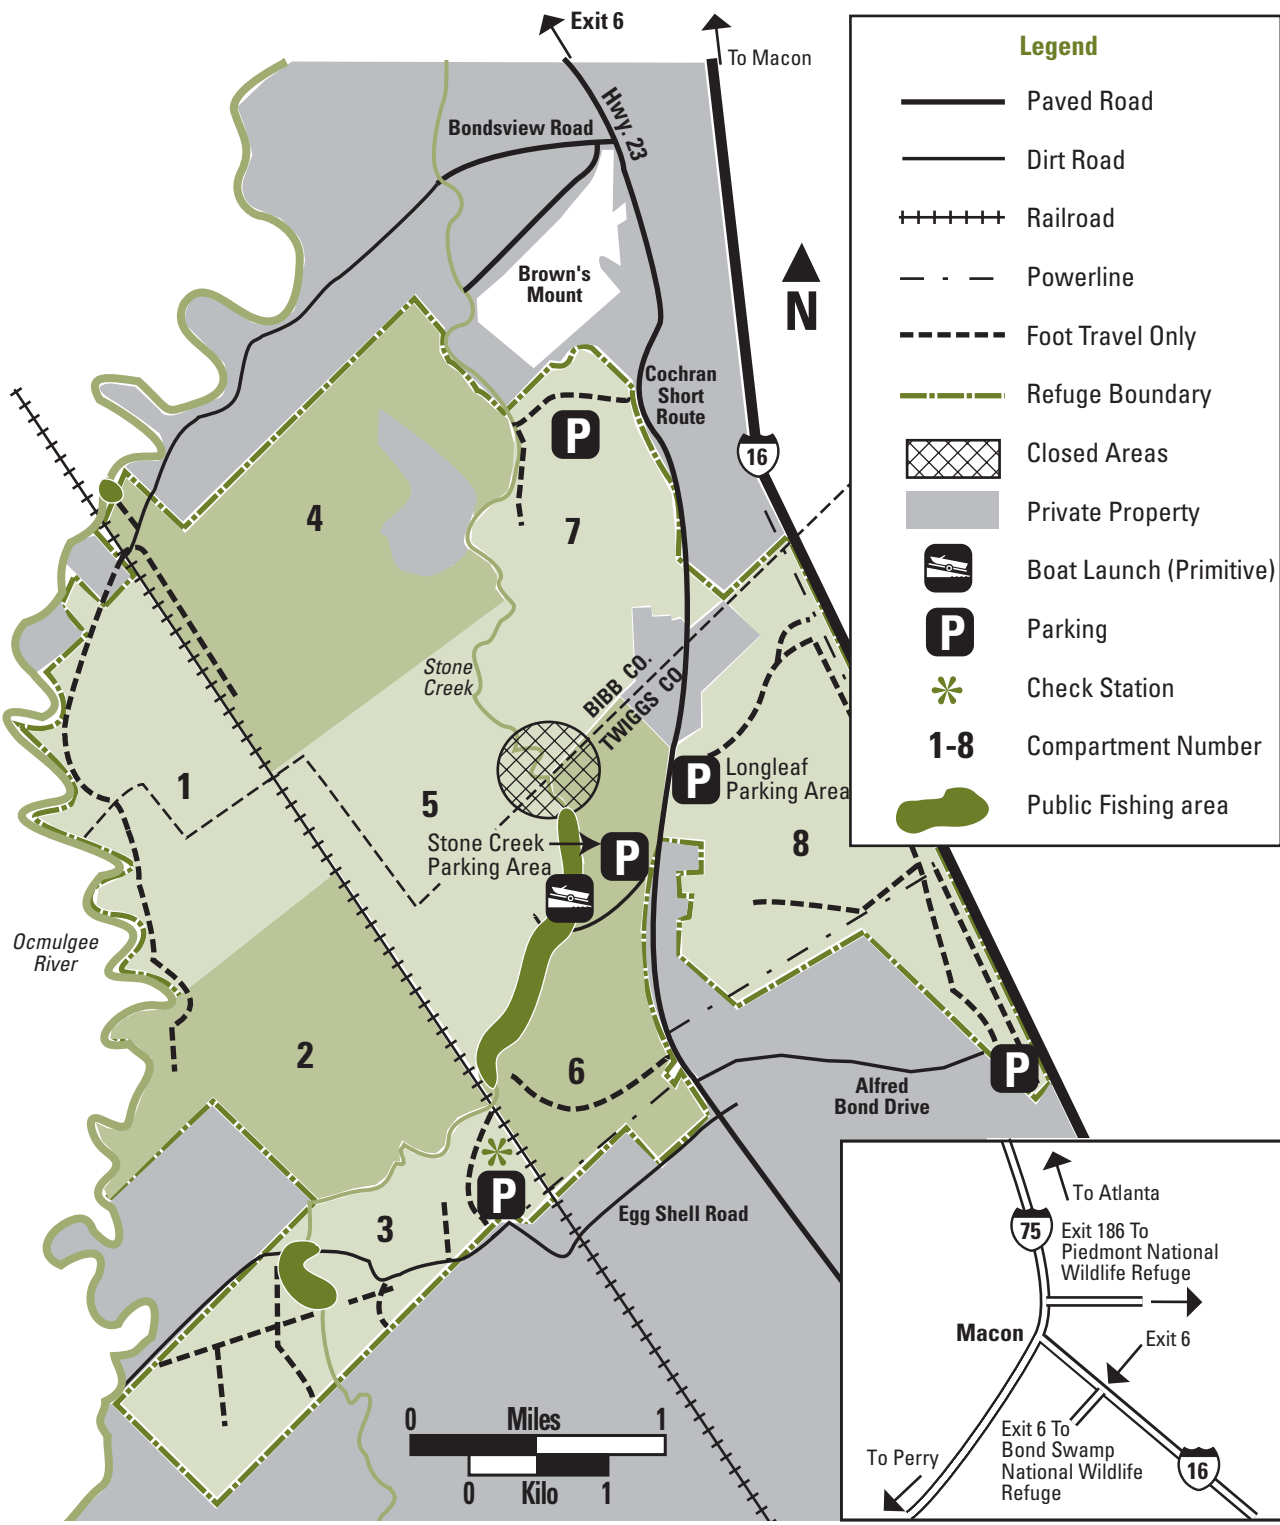 Exit 6
To Macon
Hwy. 23
Bondsview Road
Brown's
Mount
N
Cochran
Short
Route
16
P
4
7
Stone
Creek
BIBB CO.
TWIGGS CO.
1
5
P
Longleaf
Parking Area
Stone Creek
Parking Area
P
8
Ocmulgee
River
2
6
P
Alfred
Bond Drive
P
3
Egg Shell Road
0 Miles 1
0 Kilo 1
Legend
Paved Road
Dirt Road
Railroad
Powerline
Foot Travel Only
Refuge Boundary
Closed Areas
Private Property
Boat Launch (Primitive)
P Parking
Check Station
1-8 Compartment Number
Public Fishing area
To Atlanta
75
Exit 186 To
Piedmont National
Wildlife Refuge
Macon
Exit 6
To Perry
Exit 6 To
Bond Swamp
National Wildlife
Refuge
16